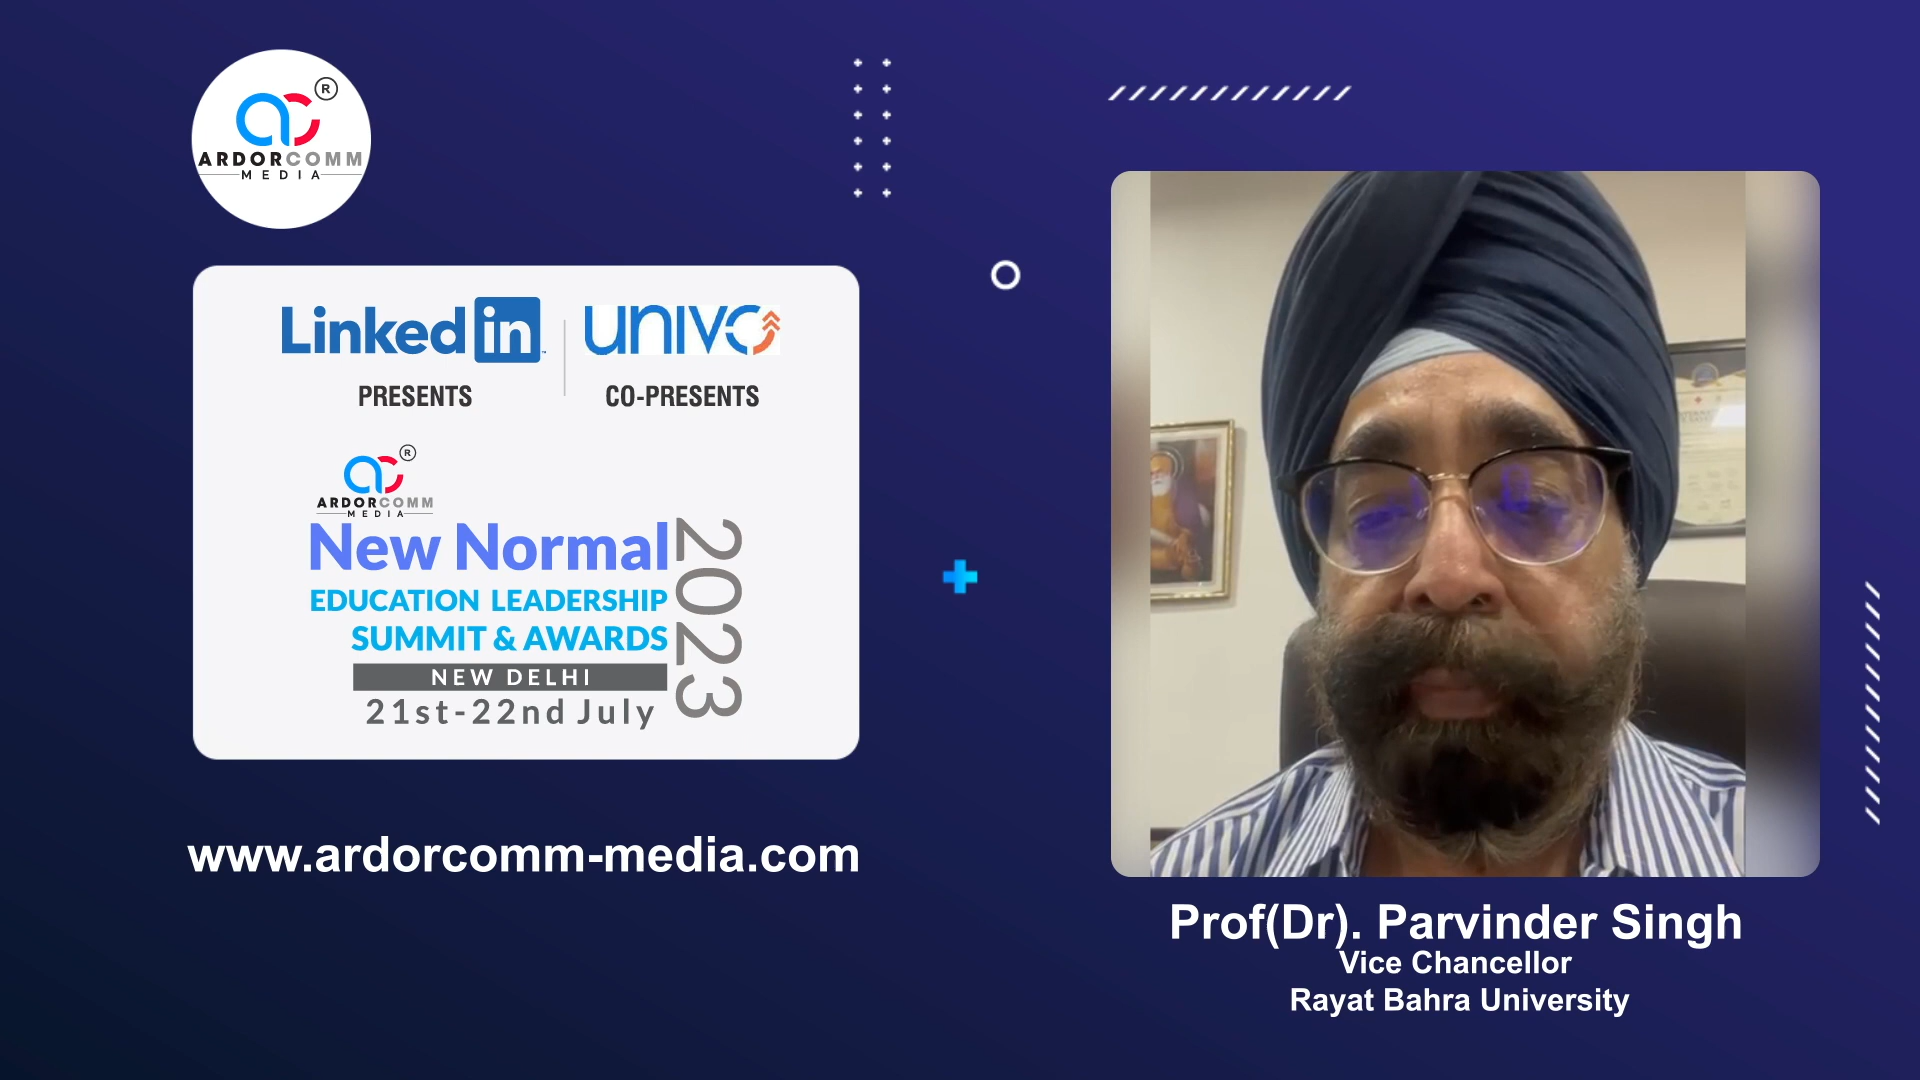 ARDORCOMM
MEDIA
R
LinkedIn
UNIVO
PRESENTS
CO-PRESENTS
R
ARDORCOMM
MEDIA
New Normal
EDUCATION LEADERSHIP
SUMMIT & AWARDS
2023
NEW DELHI
21st-22nd July
www.ardorcomm-media.com
Prof(Dr). Parvinder Singh
Vice Chancellor
Rayat Bahra University